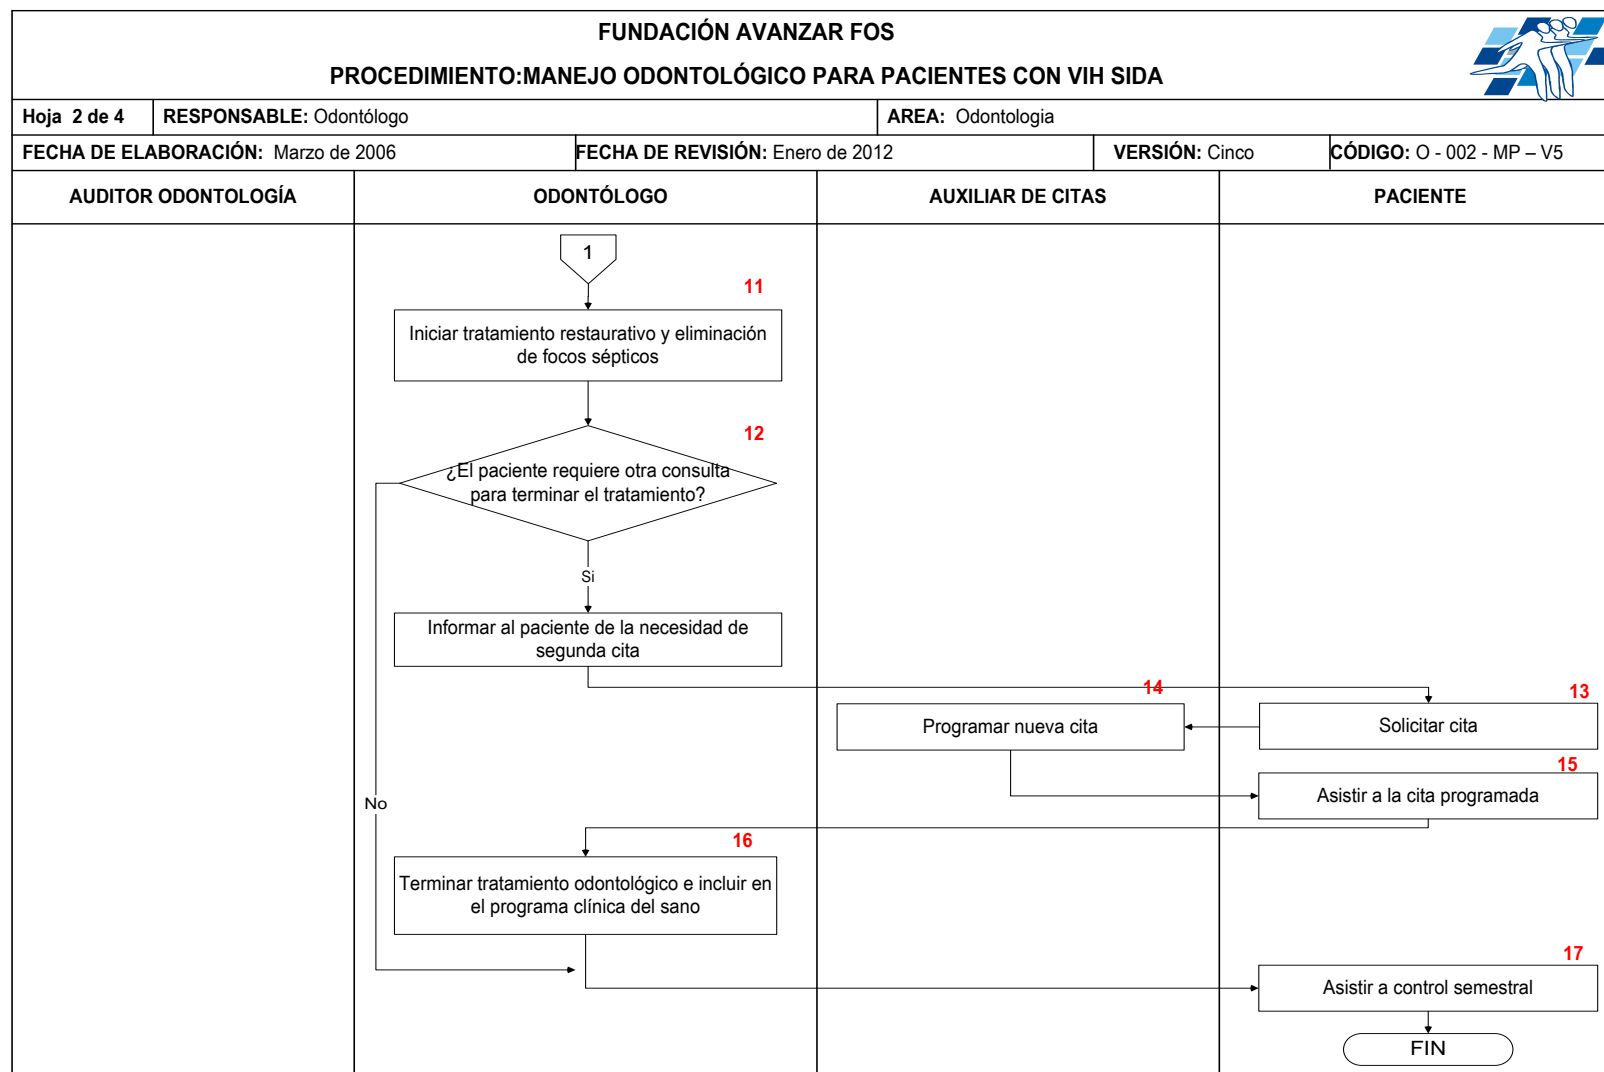 FUNDACIÓN AVANZAR FOS
PROCEDIMIENTO:MANEJO ODONTOLÓGICO PARA PACIENTES CON VIH SIDA
Hoja 2 de 4 RESPONSABLE: Odontólogo AREA: Odontologia
FECHA DE ELABORACIÓN: Marzo de 2006 FECHA DE REVISIÓN: Enero de 2012 VERSIÓN: Cinco CÓDIGO: O - 002 - MP – V5
AUDITOR ODONTOLOGÍA ODONTÓLOGO AUXILIAR DE CITAS PACIENTE
1
11
Iniciar tratamiento restaurativo y eliminación
de focos sépticos
12
¿El paciente requiere otra consulta
para terminar el tratamiento?
Si
Informar al paciente de la necesidad de
segunda cita
14
13
Programar nueva cita
Solicitar cita
15
Asistir a la cita programada
No
16
Terminar tratamiento odontológico e incluir en
el programa clínica del sano
17
Asistir a control semestral
FIN